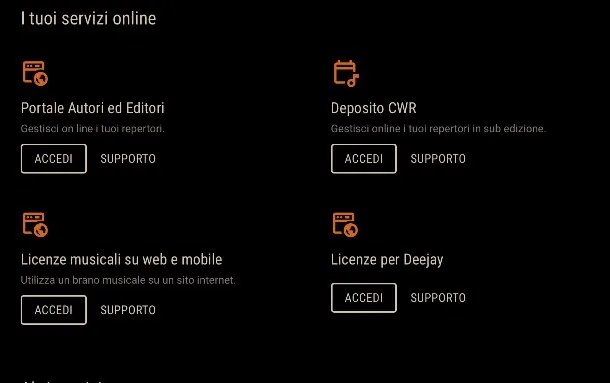 I tuoi servizi online
Portale Autori ed Editori
Gestisci on line i tuoi repertori.
ACCEDI SUPPORTO
Deposito CWR
Gestisci online i tuoi repertori in sub edizione.
ACCEDI SUPPORTO
Licenze musicali su web e mobile
Utilizza un brano musicale su un sito internet.
ACCEDI SUPPORTO
Licenze per Deejay
ACCEDI SUPPORTO